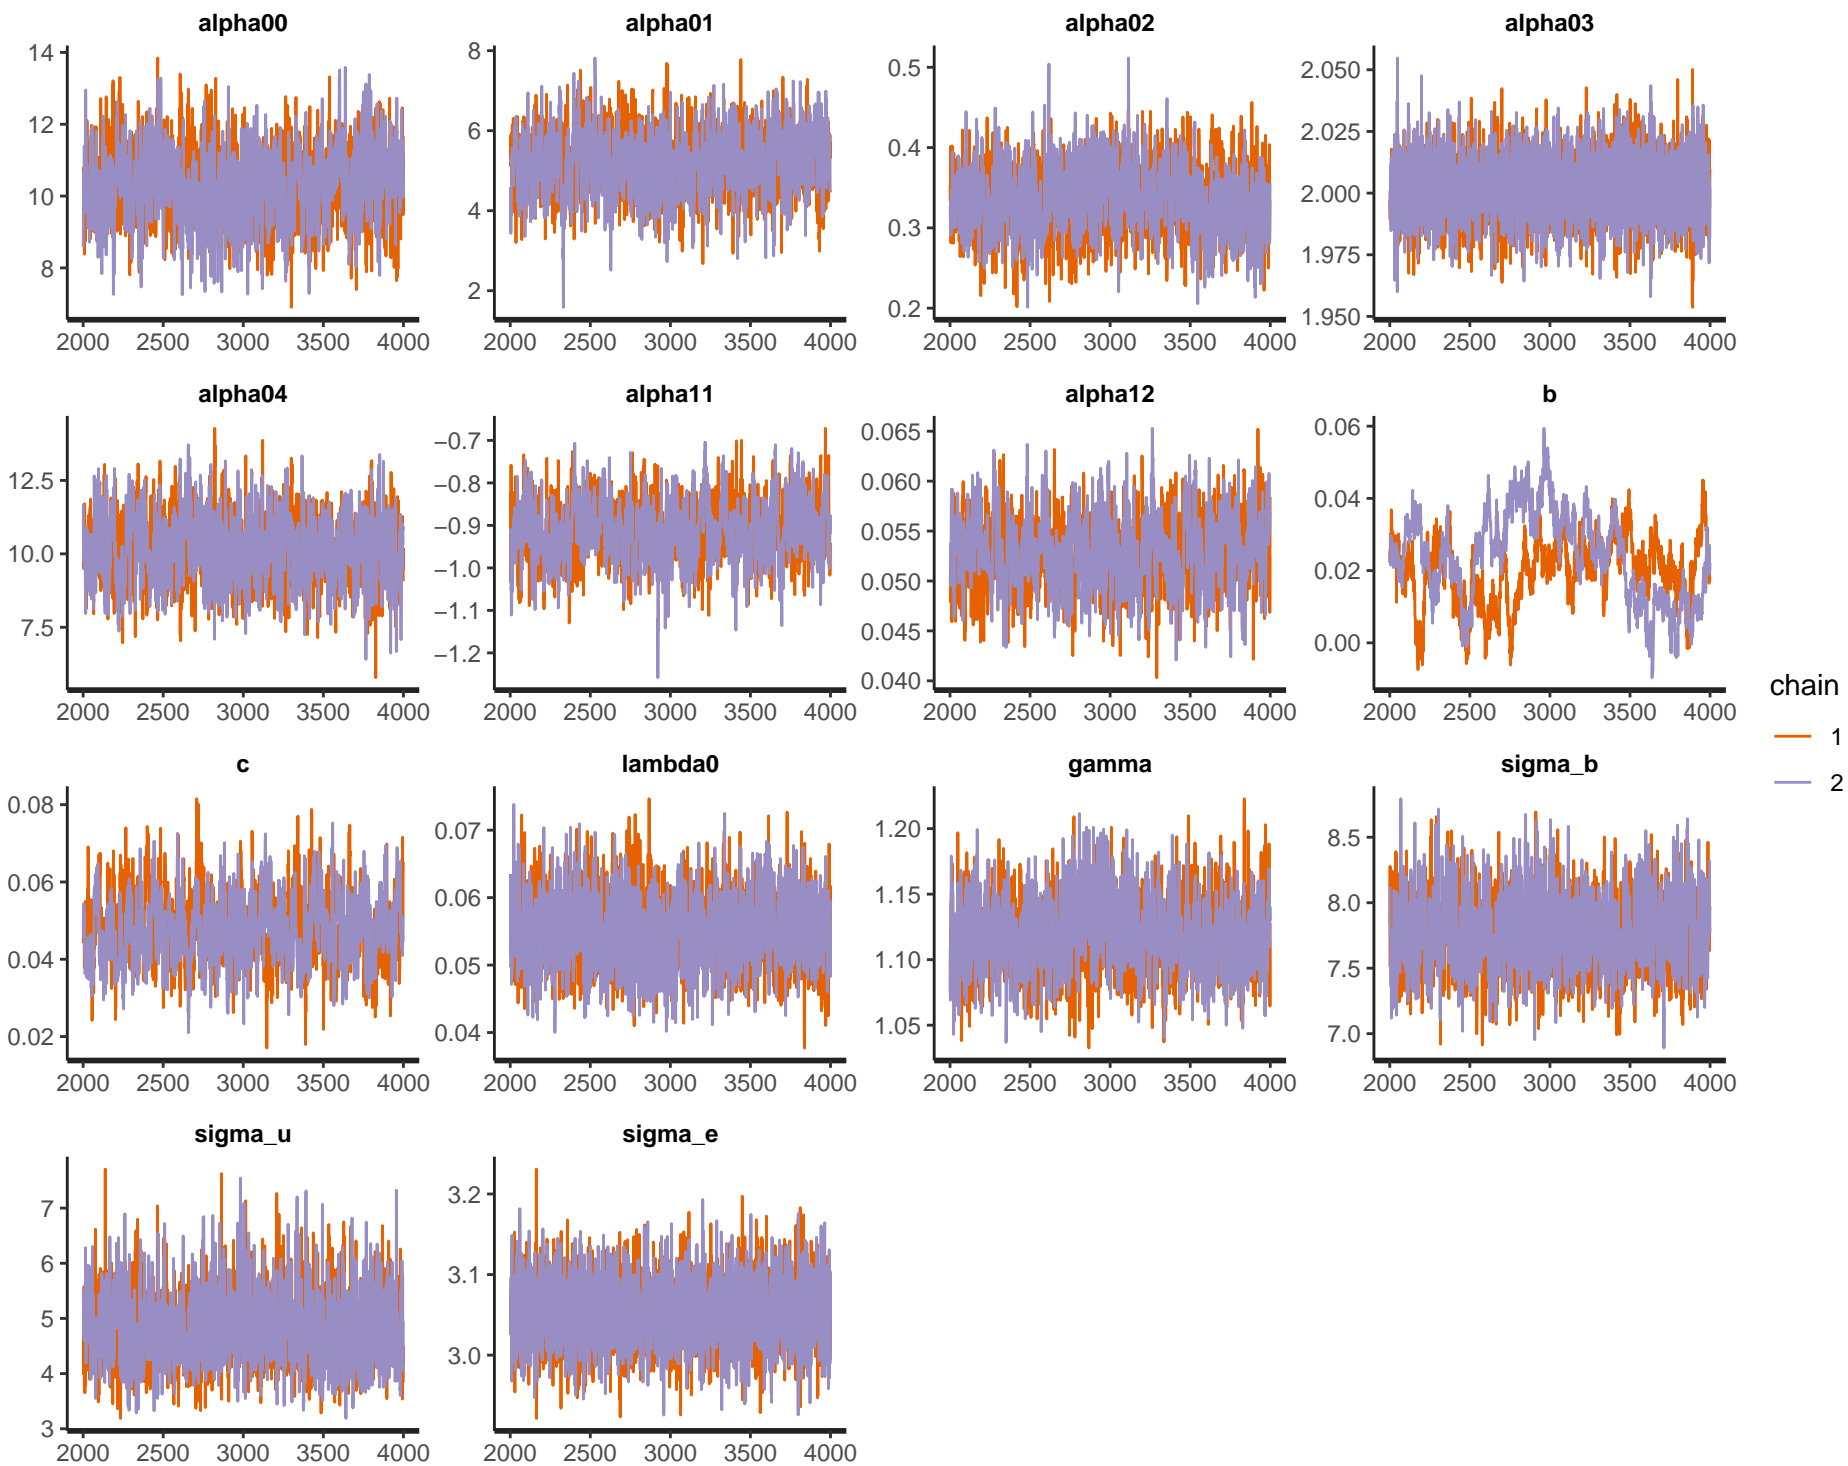 alpha00 alpha01 alpha02 alpha03
14 12 10 8
8 6 4 2
0.5 0.4 0.3 0.2
2.050 2.025 2.000 1.975 1.950
2000 2500 3000 3500 4000 2000 2500 3000 3500 4000 2000 2500 3000 3500 4000 2000 2500 3000 3500 4000
alpha04 alpha11 alpha12 b
12.5 10.0 7.5
−0.7 −0.8 −0.9 −1.0 −1.1 −1.2
0.065 0.060 0.055 0.050 0.045 0.040
0.06 0.04 0.02 0.00
2000 2500 3000 3500 4000 2000 2500 3000 3500 4000 2000 2500 3000 3500 4000 2000 2500 3000 3500 4000
c lambda0 gamma sigma_b
0.08 0.06 0.04 0.02
0.07 0.06 0.05 0.04
1.20 1.15 1.10 1.05
8.5 8.0 7.5 7.0
2000 2500 3000 3500 4000 2000 2500 3000 3500 4000 2000 2500 3000 3500 4000 2000 2500 3000 3500 4000
sigma_u sigma_e
7 6 5 4 3
3.2 3.1 3.0
2000 2500 3000 3500 4000 2000 2500 3000 3500 4000
chain
1
2